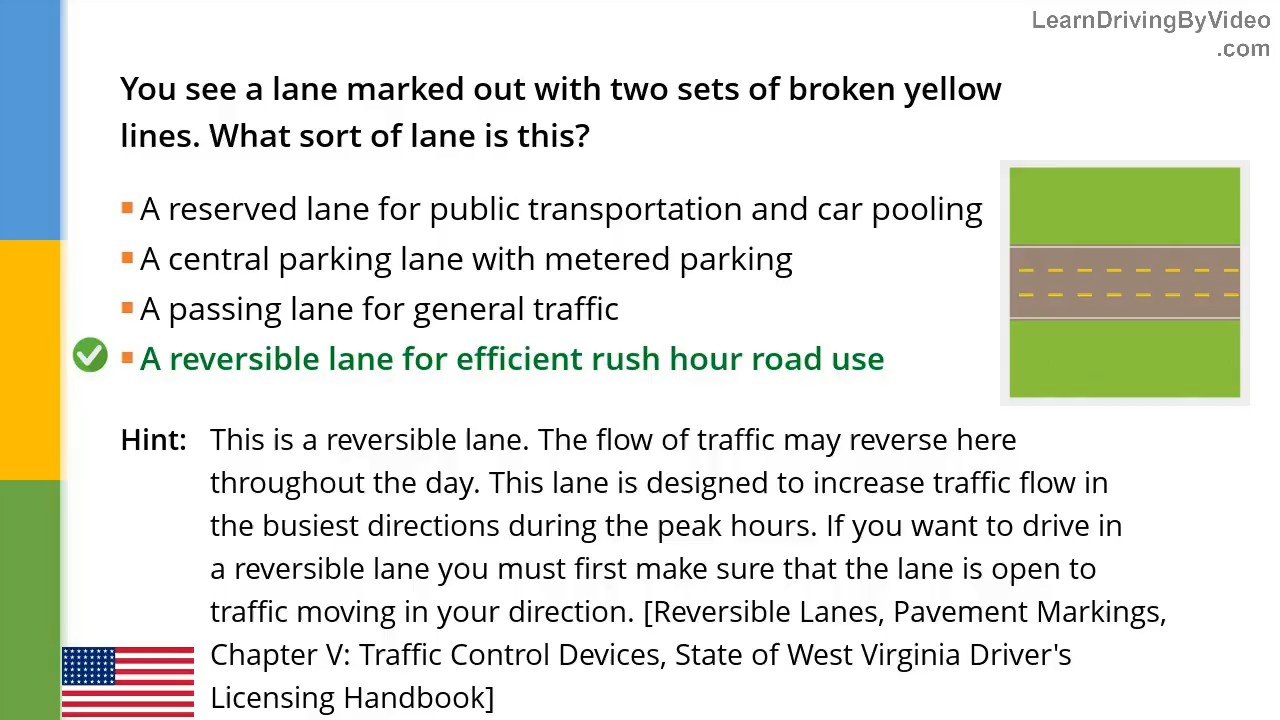 LearnDrivingByVideo
.com
You see a lane marked out with two sets of broken yellow
lines. What sort of lane is this?
A reserved lane for public transportation and car pooling
A central parking lane with metered parking
A passing lane for general traffic
A reversible lane for efficient rush hour road use
Hint: This is a reversible lane. The flow of traffic may reverse here
throughout the day. This lane is designed to increase traffic flow in
the busiest directions during the peak hours. If you want to drive in
a reversible lane you must first make sure that the lane is open to
traffic moving in your direction. [Reversible Lanes, Pavement Markings,
Chapter V: Traffic Control Devices, State of West Virginia Driver's
Licensing Handbook]